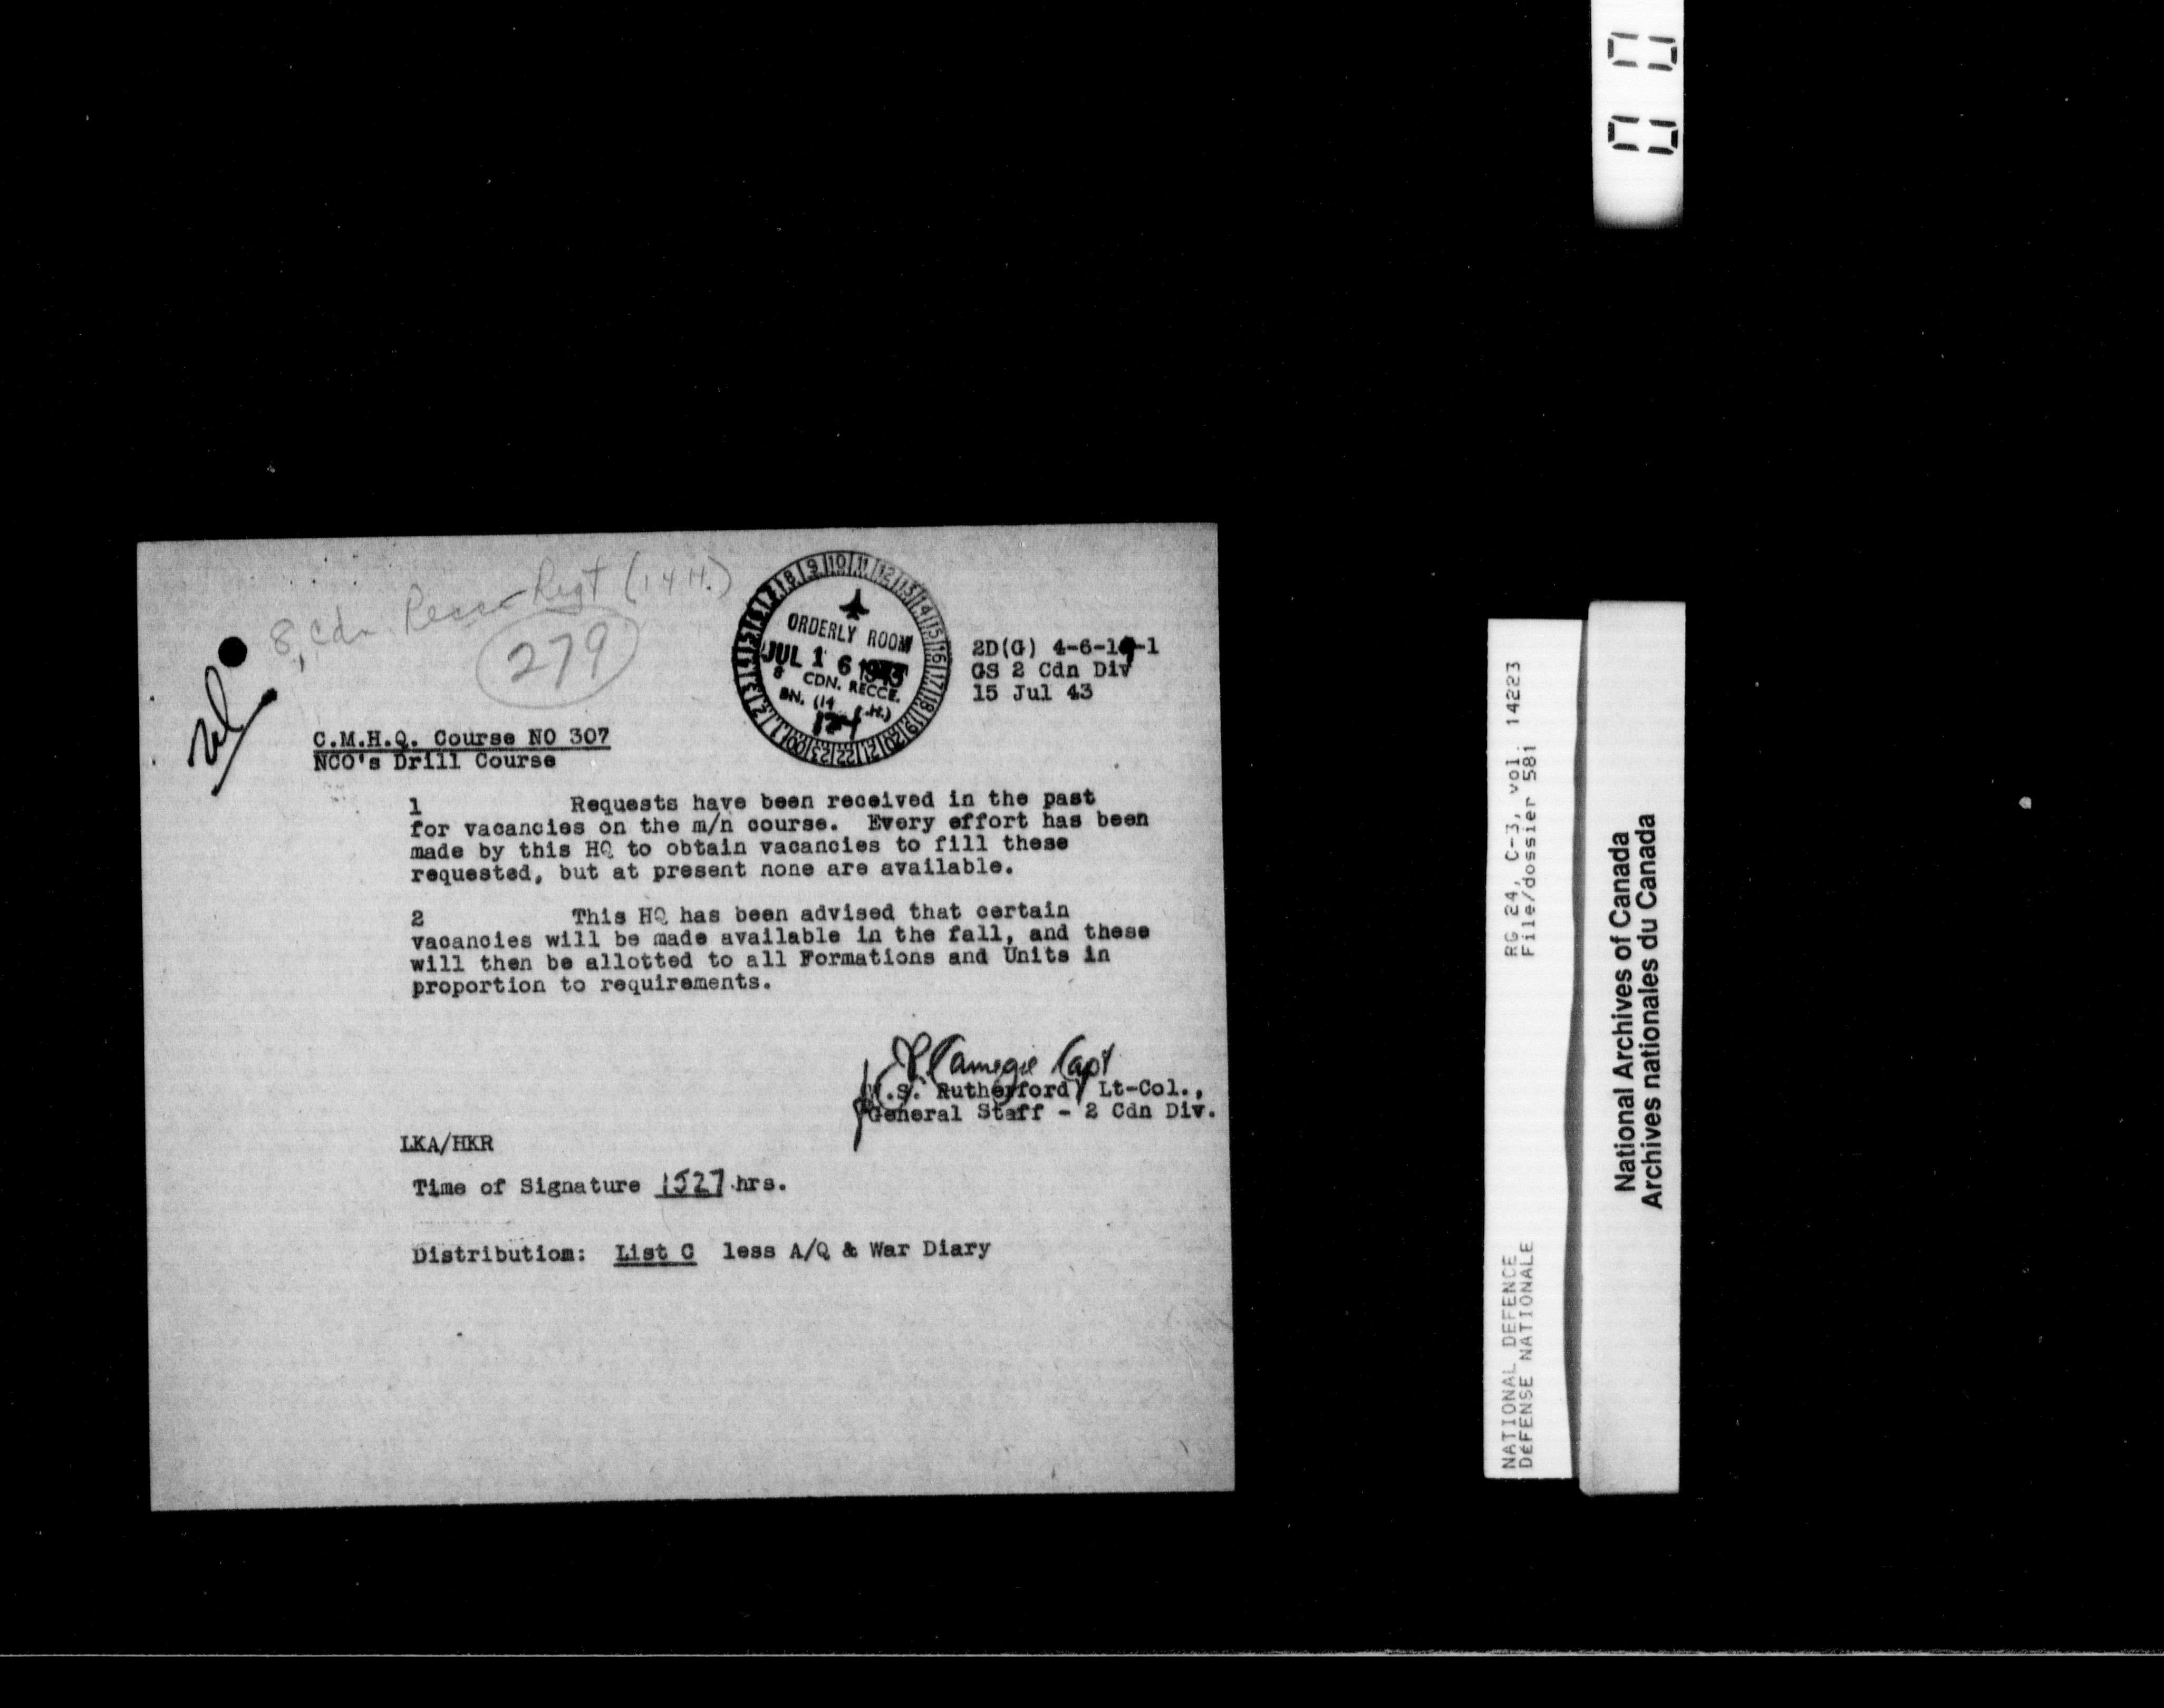 8 Cdn Recce Regt (14 H.)
279
ORDERLY ROOM
JUL 16 1943
8 CDN. RECCE.
BN. (14 C.H.)
2D(G) 4-6-19-1
GS 2 Cdn Div
15 Jul 43
C.M.H.Q. Course NO 307
NCO's Drill Course
1 Requests have been received in the past
for vacancies on the m/n course. Every effort has been
made by this HQ to obtain vacancies to fill these
requested, but at present none are available.
2 This HQ has been advised that certain
vacancies will be made available in the fall, and these
will then be allotted to all Formations and Units in
proportion to requirements.
Carnegie Capt
Rutherford) Lt-Col.,
General Staff - 2 Cdn Div.
LKA/HKR
Time of Signature 1527 hrs.
Distribution: List C less A/Q & War Diary
RG 24, C-3, vol. 14223
File/dossier 581
NATIONAL DEFENCE
DéFENSE NATIONALE
National Archives of Canada
Archives nationales du Canada